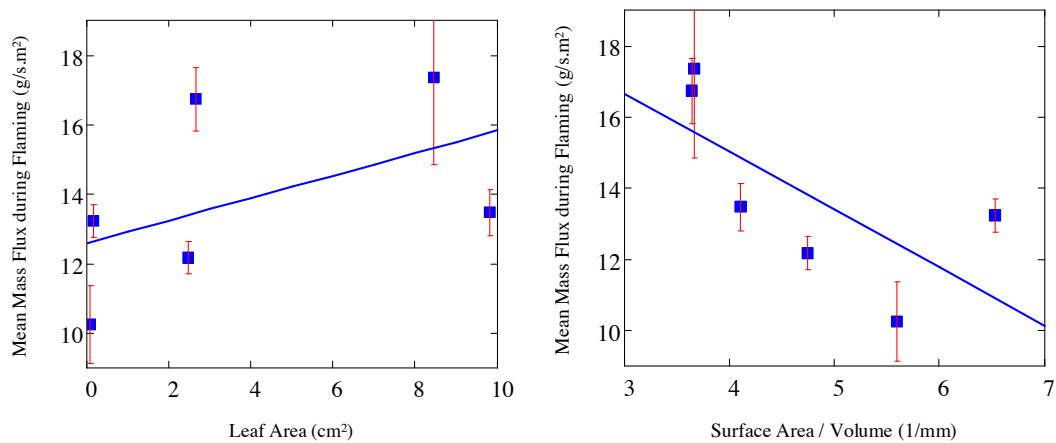 Mean Mass Flux during Flaming (g/s.m²)
18
16
14
12
10
0 2 4 6 8 10
Leaf Area (cm²)
Mean Mass Flux during Flaming (g/s.m²)
18
16
14
12
10
3 4 5 6 7
Surface Area / Volume (1/mm)